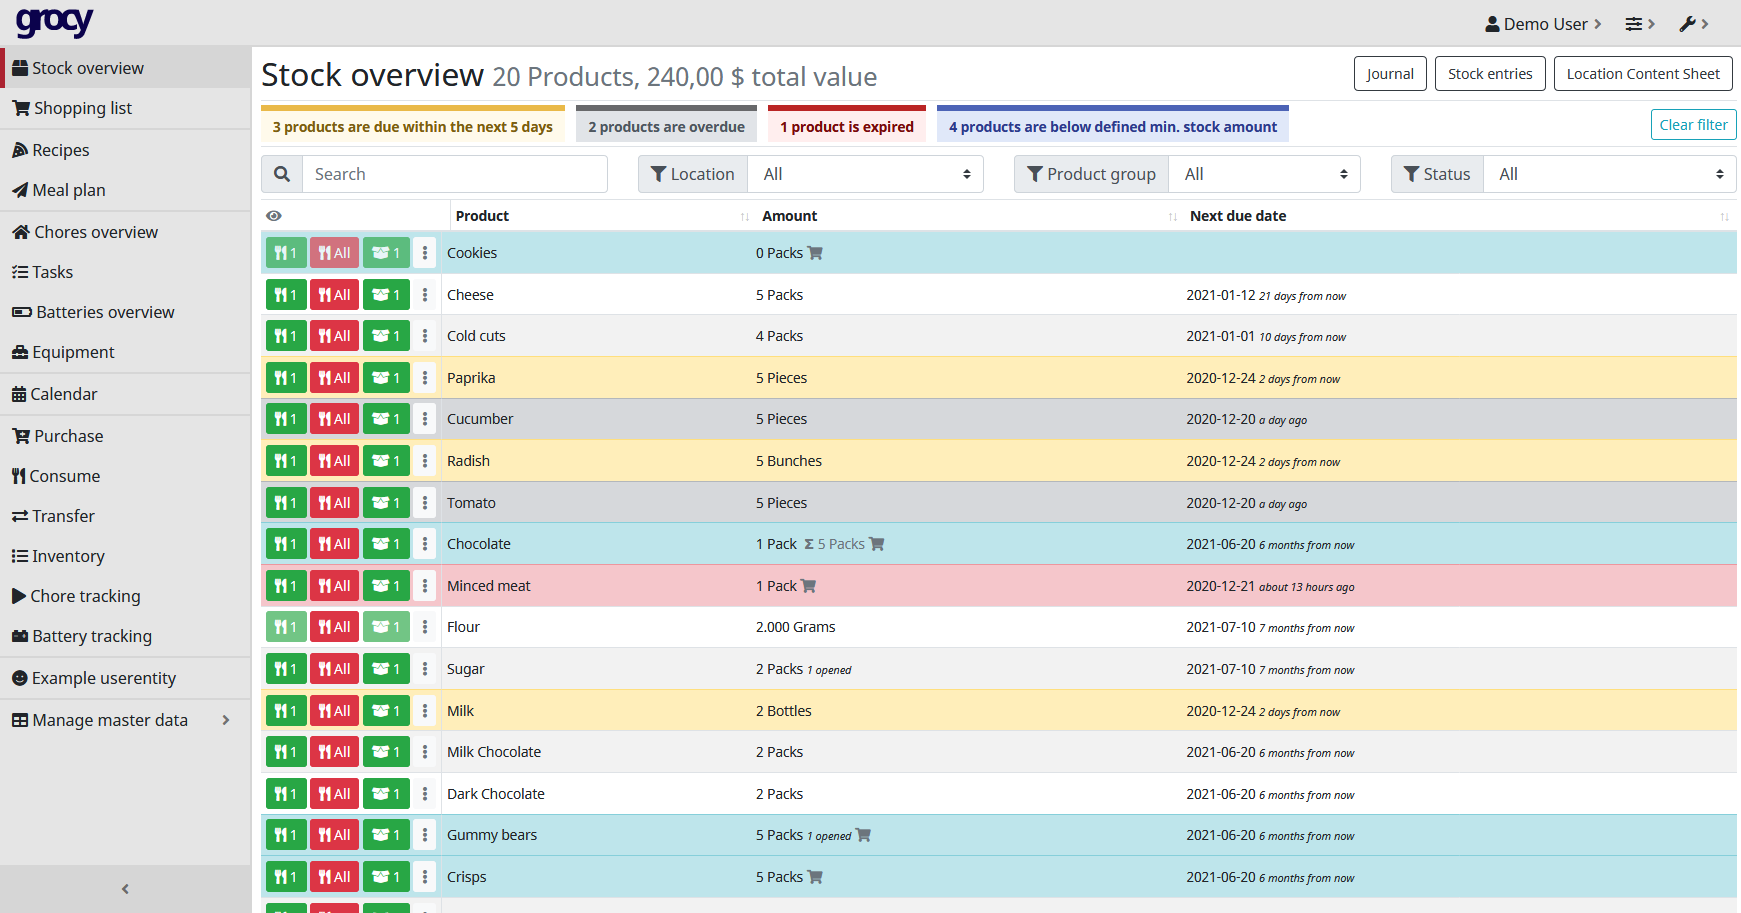 grocy
Demo User
Stock overview
Shopping list
Recipes
Meal plan
Chores overview
Tasks
Batteries overview
Equipment
Calendar
Purchase
Consume
Transfer
Inventory
Chore tracking
Battery tracking
Example userentity
Manage master data
Stock overview 20 Products, 240,00 $ total value
Journal Stock entries Location Content Sheet
3 products are due within the next 5 days 2 products are overdue 1 product is expired 4 products are below defined min. stock amount Clear filter
Search Location All Product group All Status All
Product Amount Next due date
1 All 1 Cookies 0 Packs
1 All 1 Cheese 5 Packs 2021-01-12 21 days from now
1 All 1 Cold cuts 4 Packs 2021-01-01 10 days from now
1 All 1 Paprika 5 Pieces 2020-12-24 2 days from now
1 All 1 Cucumber 5 Pieces 2020-12-20 a day ago
1 All 1 Radish 5 Bunches 2020-12-24 2 days from now
1 All 1 Tomato 5 Pieces 2020-12-20 a day ago
1 All 1 Chocolate 1 Pack Σ 5 Packs 2021-06-20 6 months from now
1 All 1 Minced meat 1 Pack 2020-12-21 about 13 hours ago
1 All 1 Flour 2.000 Grams 2021-07-10 7 months from now
1 All 1 Sugar 2 Packs 1 opened 2021-07-10 7 months from now
1 All 1 Milk 2 Bottles 2020-12-24 2 days from now
1 All 1 Milk Chocolate 2 Packs 2021-06-20 6 months from now
1 All 1 Dark Chocolate 2 Packs 2021-06-20 6 months from now
1 All 1 Gummy bears 5 Packs 1 opened 2021-06-20 6 months from now
1 All 1 Crisps 5 Packs 2021-06-20 6 months from now